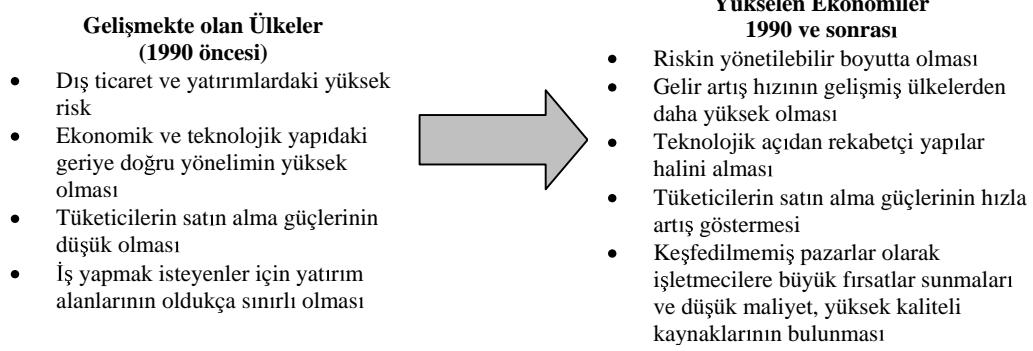 Gelişmekte olan Ülkeler
(1990 öncesi)
• Dış ticaret ve yatırımlardaki yüksek
risk
• Ekonomik ve teknolojik yapıdaki
geriye doğru yönelimin yüksek
olması
• Tüketicilerin satın alma güçlerinin
düşük olması
• İş yapmak isteyenler için yatırım
alanlarının oldukça sınırlı olması
Yükselen Ekonomiler
1990 ve sonrası
• Riskin yönetilebilir boyutta olması
• Gelir artış hızının gelişmiş ülkelerden
daha yüksek olması
• Teknolojik açıdan rekabetçi yapılar
halini alması
• Tüketicilerin satın alma güçlerinin hızla
artış göstermesi
• Keşfedilmemiş pazarlar olarak
işletmecilere büyük fırsatlar sunmaları
ve düşük maliyet, yüksek kaliteli
kaynaklarının bulunması